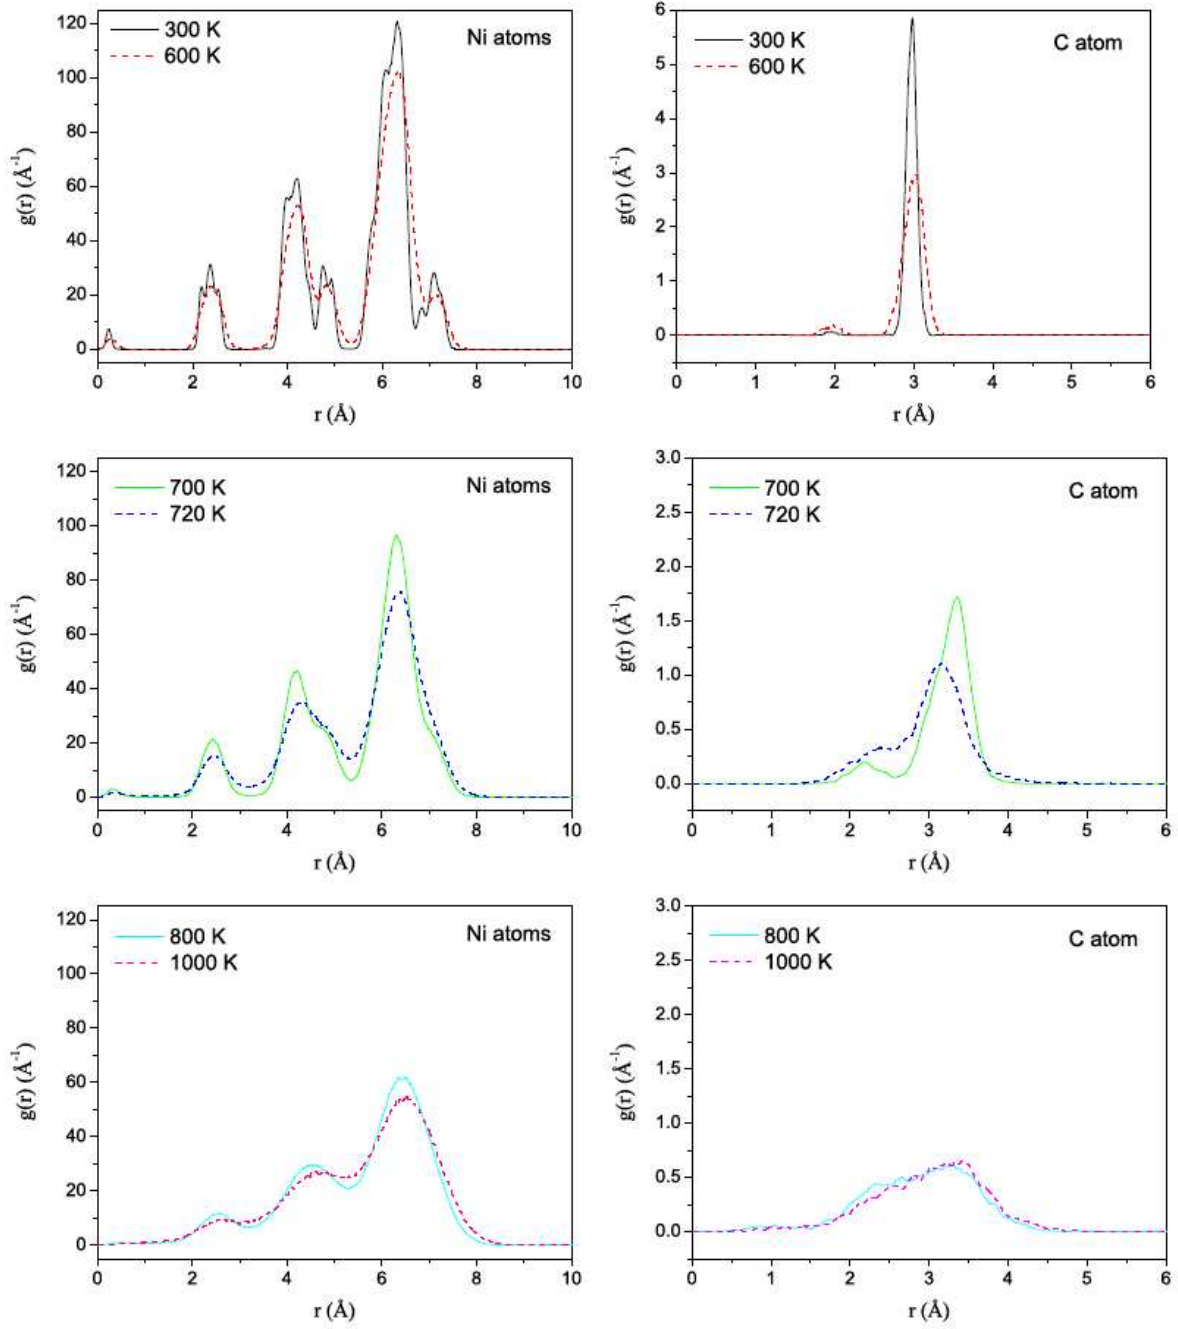 300 K
600 K
Ni atoms
120
100
80
60
40
20
0
g(r) (Å⁻¹)
0 2 4 6 8 10
r (Å)
300 K
600 K
C atom
6
5
4
3
2
1
0
g(r) (Å⁻¹)
0 1 2 3 4 5 6
r (Å)
700 K
720 K
Ni atoms
120
100
80
60
40
20
0
g(r) (Å⁻¹)
0 2 4 6 8 10
r (Å)
700 K
720 K
C atom
3.0
2.5
2.0
1.5
1.0
0.5
0.0
g(r) (Å⁻¹)
0 1 2 3 4 5 6
r (Å)
800 K
1000 K
Ni atoms
120
100
80
60
40
20
0
g(r) (Å⁻¹)
0 2 4 6 8 10
r (Å)
800 K
1000 K
C atom
3.0
2.5
2.0
1.5
1.0
0.5
0.0
g(r) (Å⁻¹)
0 1 2 3 4 5 6
r (Å)